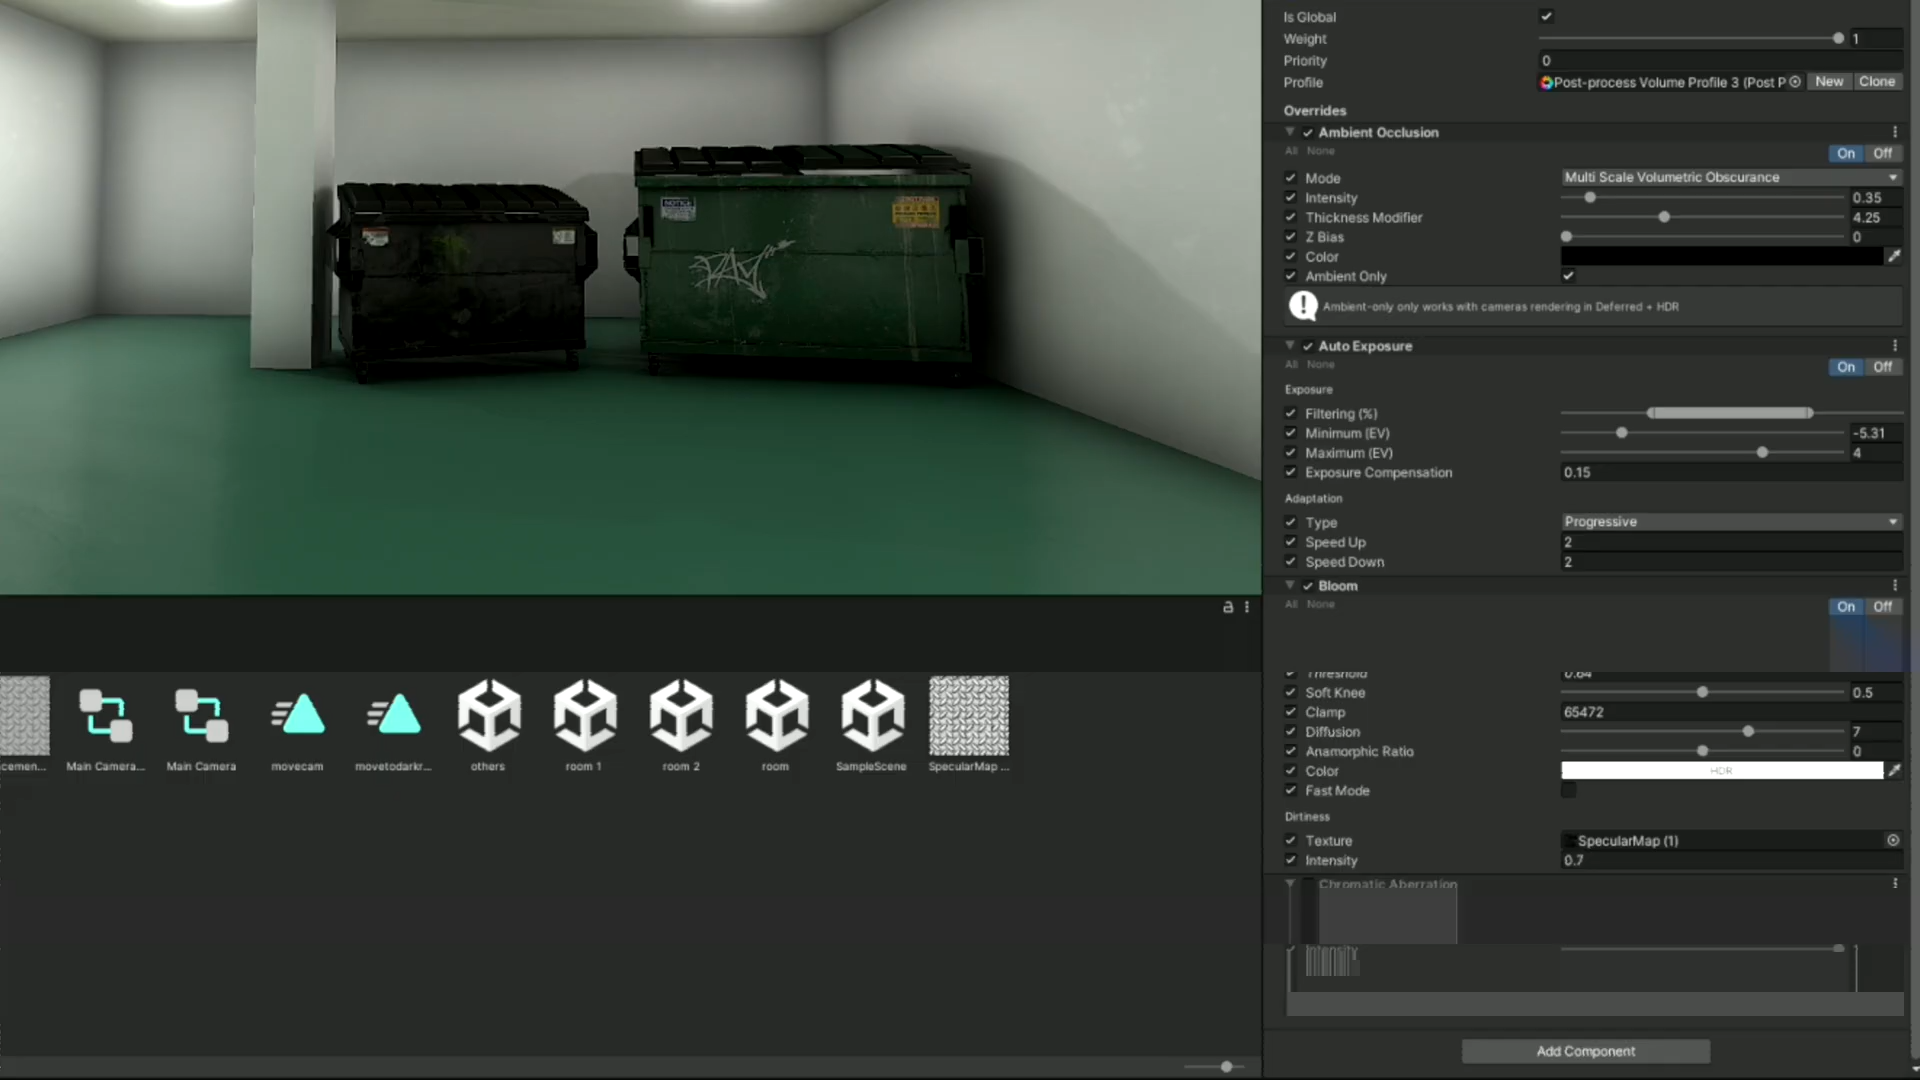 Is Global
Weight 1
Priority 0
Profile Post-process Volume Profile 3 (Post P New Clone
Overrides
Ambient Occlusion
All None On Off
Mode Multi Scale Volumetric Obscurance
Intensity 0.35
Thickness Modifier 4.25
Z Bias 0
Color
Ambient Only
Ambient-only only works with cameras rendering in Deferred + HDR
Auto Exposure
All None On Off
Exposure
Filtering (%)
Minimum (EV) -5.31
Maximum (EV) 4
Exposure Compensation 0.15
Adaptation
Type Progressive
Speed Up 2
Speed Down 2
Bloom
All None On Off
Threshold 0.64
Soft Knee 0.5
Clamp 65472
Diffusion 7
Anamorphic Ratio 0
Color HDR
Fast Mode
Dirtiness
Texture SpecularMap (1)
Intensity 0.7
Chromatic Aberration
Intensity
Add Component
NOTICE
cemen... Main Camera... Main Camera movecam movetodarkr... others room 1 room 2 room SampleScene SpecularMap ...